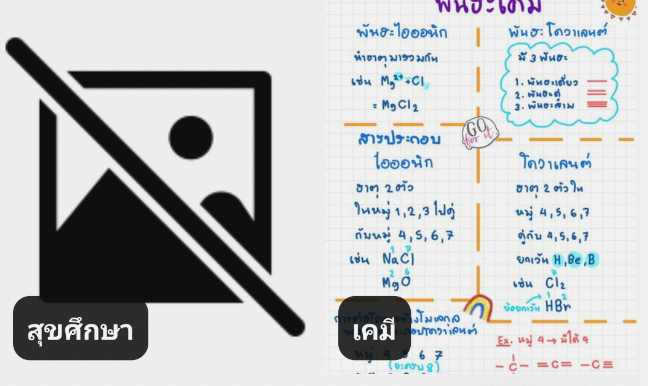 พันธะเคมี
พันธะไอออนิก
นำธาตุมารวมกัน
เช่น Mg²⁺+Cl
= MgCl₂
พันธะโควาเลนต์
มี 3 พันธะ
1. พันธะเดี่ยว
2. พันธะคู่
3. พันธะสาม
GO
for it
สารประกอบ
ไอออนิก
ธาตุ 2 ตัว
ในหมู่ 1,2,3 ไปคู่
กับหมู่ 4,5,6,7
เช่น NaCl
MgO
โควาเลนต์
ธาตุ 2 ตัวใน
หมู่ 4,5,6,7
คู่กับ 4,5,6,7
ยกเว้น H,Be,B
เช่น Cl₂
ข้อยกเว้น HBr
สุขศึกษา
เคมี
หมู่ 4 5 6 7
Ex. หมู่ 4 → มีได้ 4
- C - = C = - C ≡